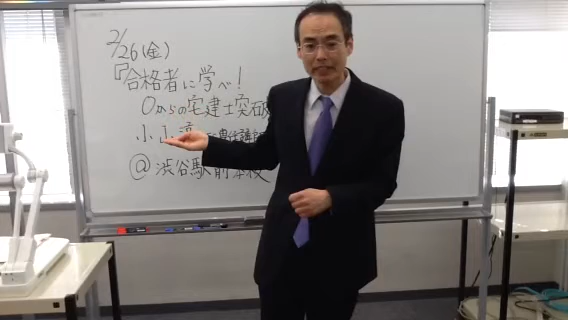 2/26(金)
『合格者に学べ!
0からの宅建士突破
小
@渋谷駅前本校